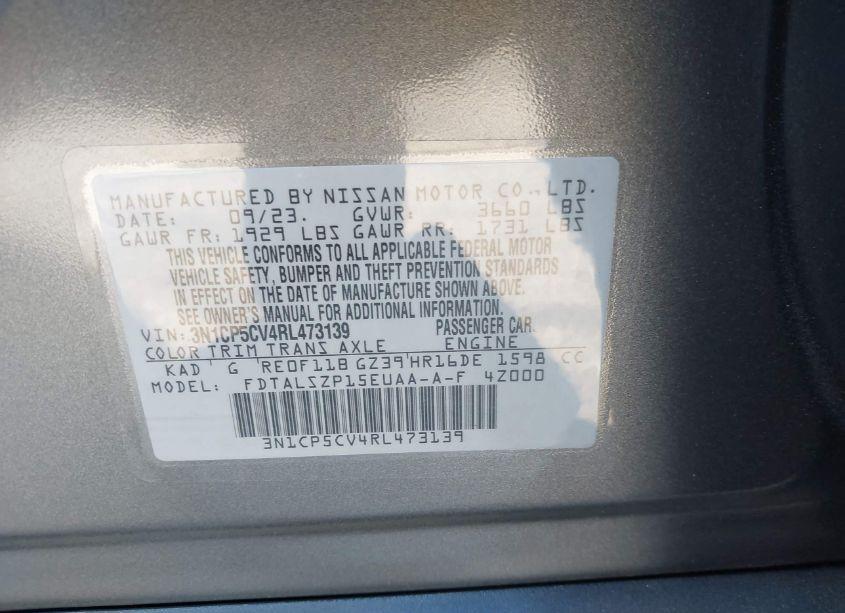 MANUFACTURED BY NISSAN MOTOR CO., LTD.
DATE: 09/23. GVWR: 3660 LBS
GAWR FR: 1929 LBS GAWR RR: 1731 LBS
THIS VEHICLE CONFORMS TO ALL APPLICABLE FEDERAL MOTOR
VEHICLE SAFETY, BUMPER AND THEFT PREVENTION STANDARDS
IN EFFECT ON THE DATE OF MANUFACTURE SHOWN ABOVE.
SEE OWNER'S MANUAL FOR ADDITIONAL INFORMATION.
VIN: 3N1CP5CV4RL473139 PASSENGER CAR.
COLOR TRIM TRANS AXLE ENGINE
KAD G RE0F11B GZ39 HR16DE 1598 CC
MODEL: FDTALSZP15EUAA-A-F 4Z000
3N1CP5CV4RL473139